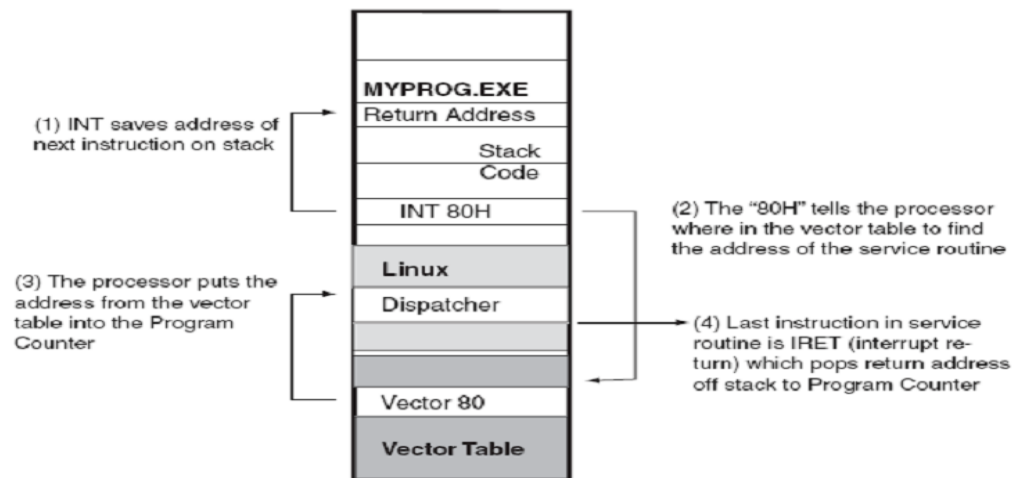 MYPROG.EXE
Return Address
Stack
Code
INT 80H
Linux
Dispatcher
Vector 80
Vector Table
(1) INT saves address of
next instruction on stack
(2) The “80H” tells the processor
where in the vector table to find
the address of the service routine
(3) The processor puts the
address from the vector
table into the Program
Counter
(4) Last instruction in service
routine is IRET (interrupt re-
turn) which pops return address
off stack to Program Counter